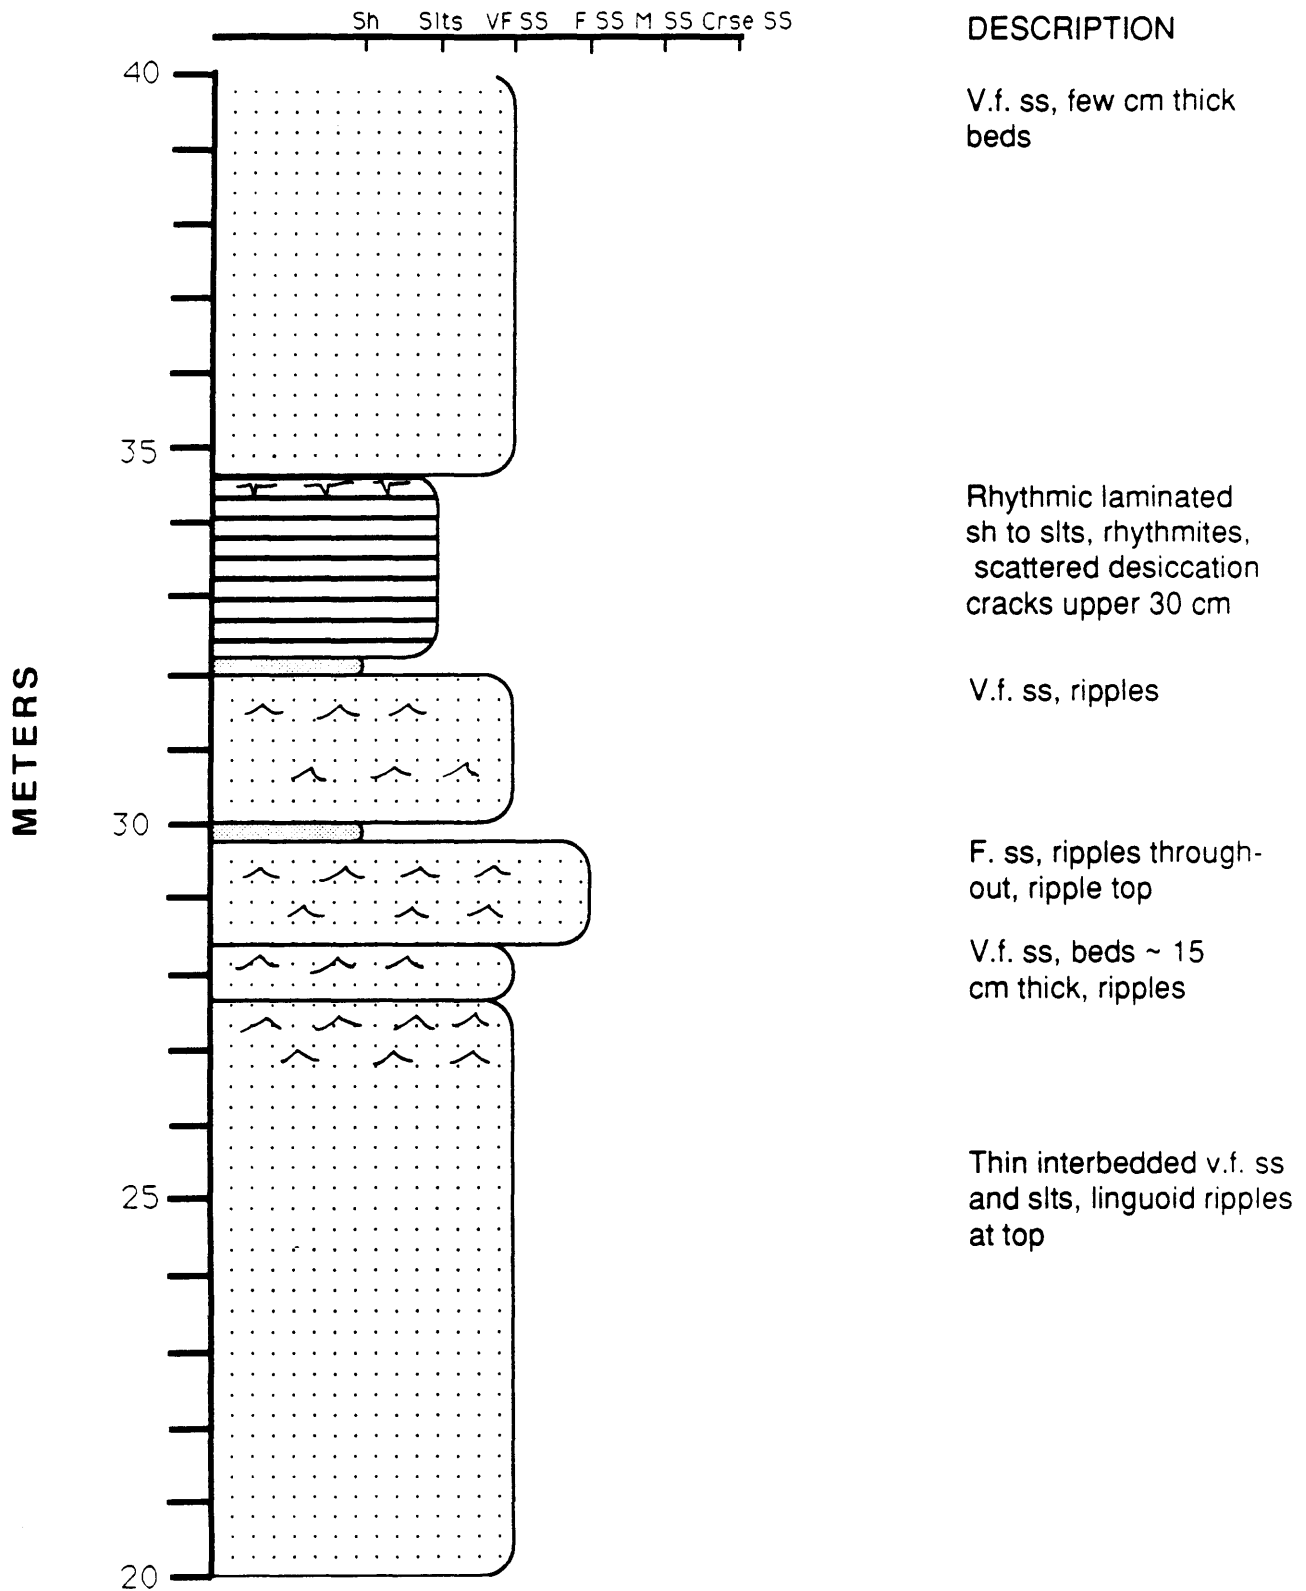 Sh Slts VF SS F SS M SS Crse SS
DESCRIPTION
40
V.f. ss, few cm thick
beds
35
Rhythmic laminated
sh to slts, rhythmites,
scattered desiccation
cracks upper 30 cm
METERS
V.f. ss, ripples
30
F. ss, ripples through-
out, ripple top
V.f. ss, beds ~ 15
cm thick, ripples
25
Thin interbedded v.f. ss
and slts, linguoid ripples
at top
20